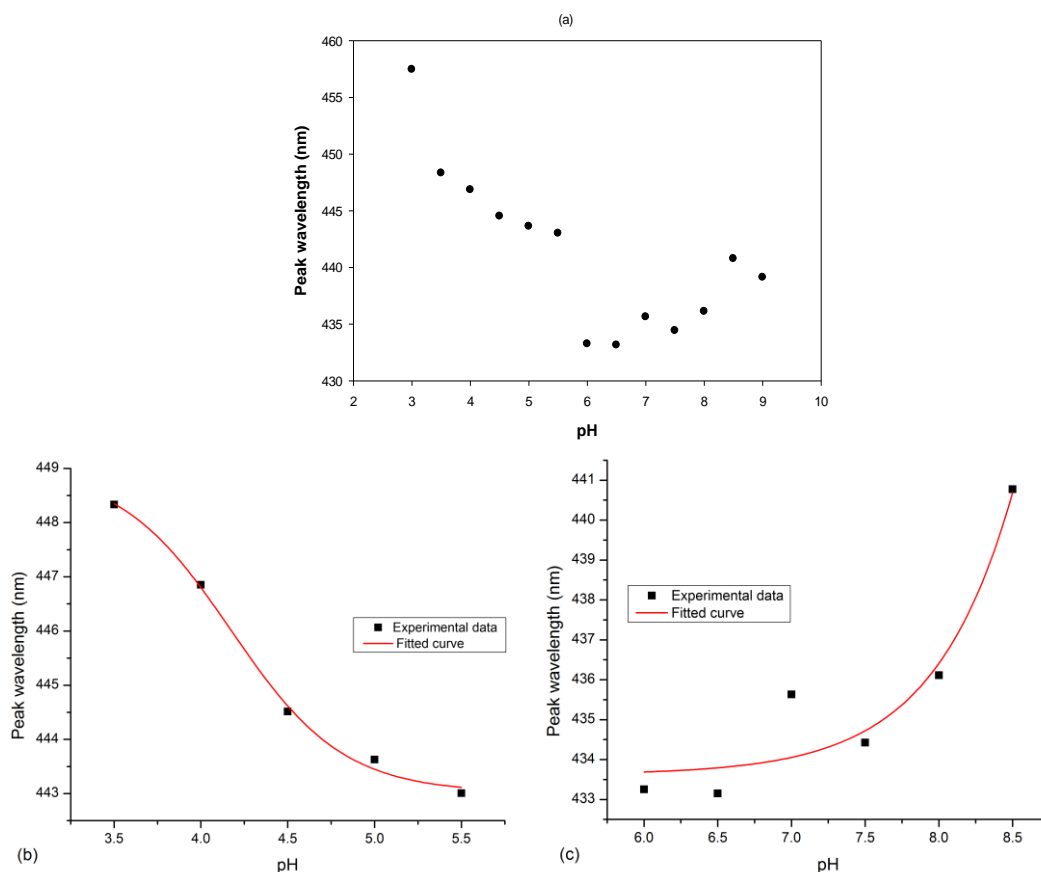 (a)
460
455
450
445
440
435
430
2 3 4 5 6 7 8 9 10
Peak wavelength (nm)
pH
449
448
447
446
445
444
443
3.5 4.0 4.5 5.0 5.5
Peak wavelength (nm)
pH
Experimental data
Fitted curve
(b)
441
440
439
438
437
436
435
434
433
6.0 6.5 7.0 7.5 8.0 8.5
Peak wavelength (nm)
pH
Experimental data
Fitted curve
(c)